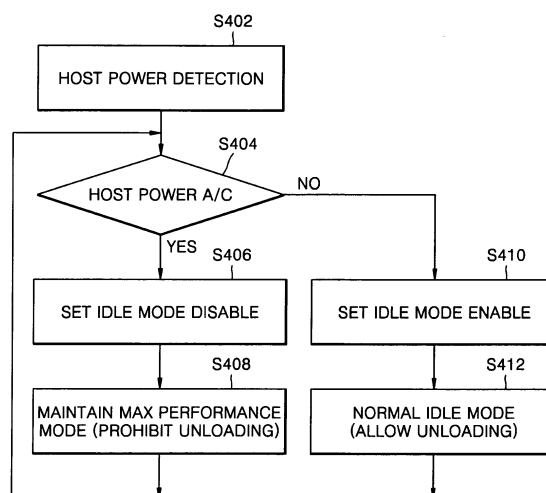 S402
HOST POWER DETECTION
S404
HOST POWER A/C
NO
YES
S406
SET IDLE MODE DISABLE
S410
SET IDLE MODE ENABLE
S408
MAINTAIN MAX PERFORMANCE
MODE (PROHIBIT UNLOADING)
S412
NORMAL IDLE MODE
(ALLOW UNLOADING)